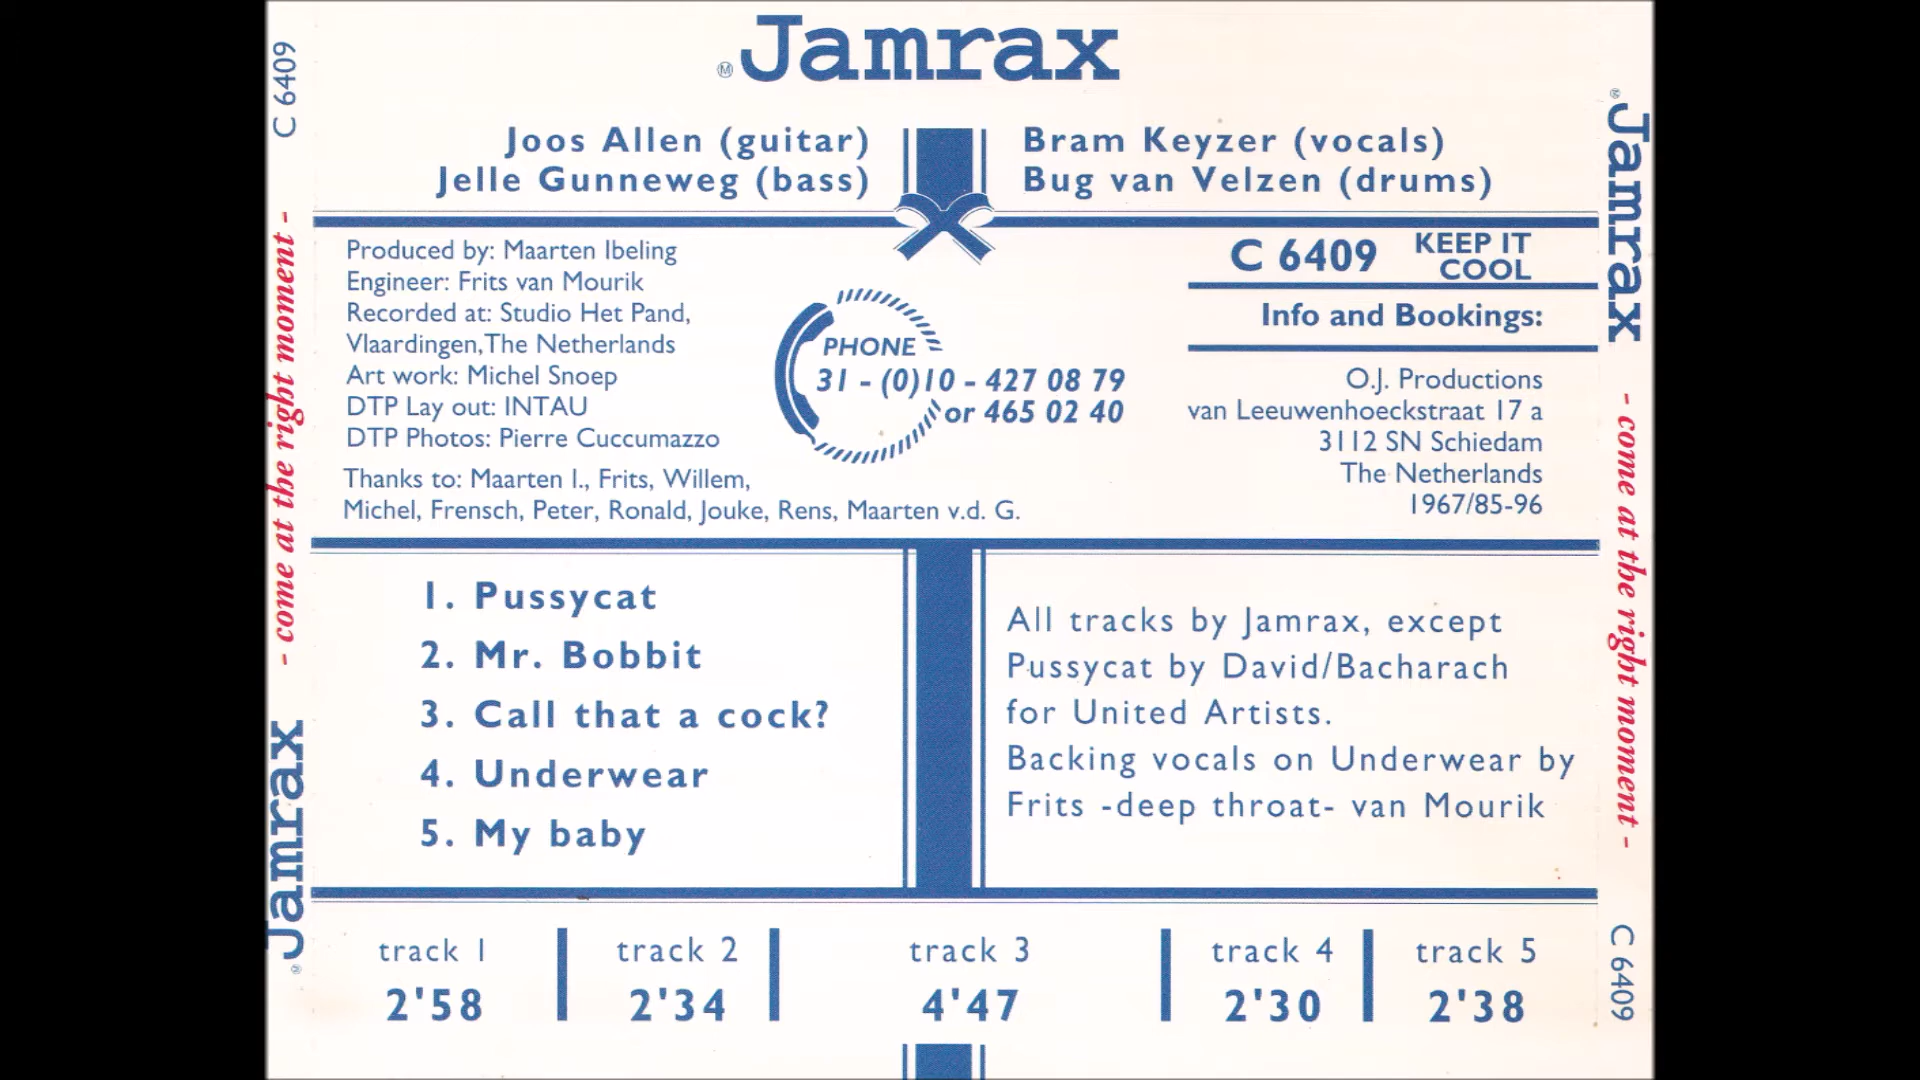 Jamrax
Joos Allen (guitar)
Jelle Gunneweg (bass)
Bram Keyzer (vocals)
Bug van Velzen (drums)
Produced by: Maarten Ibeling
Engineer: Frits van Mourik
Recorded at: Studio Het Pand,
Vlaardingen,The Netherlands
Art work: Michel Snoep
DTP Lay out: INTAU
DTP Photos: Pierre Cuccumazzo
Thanks to: Maarten I., Frits, Willem,
Michel, Frensch, Peter, Ronald, Jouke, Rens, Maarten v.d. G.
PHONE
31 - (0)10 - 427 08 79
or 465 02 40
C 6409 KEEP IT
COOL
Info and Bookings:
O.J. Productions
van Leeuwenhoeckstraat 17 a
3112 SN Schiedam
The Netherlands
1967/85-96
1. Pussycat
2. Mr. Bobbit
3. Call that a cock?
4. Underwear
5. My baby
All tracks by Jamrax, except
Pussycat by David/Bacharach
for United Artists.
Backing vocals on Underwear by
Frits -deep throat- van Mourik
track 1
2'58
track 2
2'34
track 3
4'47
track 4
2'30
track 5
2'38
Jamrax - come at the right moment - C 6409
Jamrax - come at the right moment - C 6409